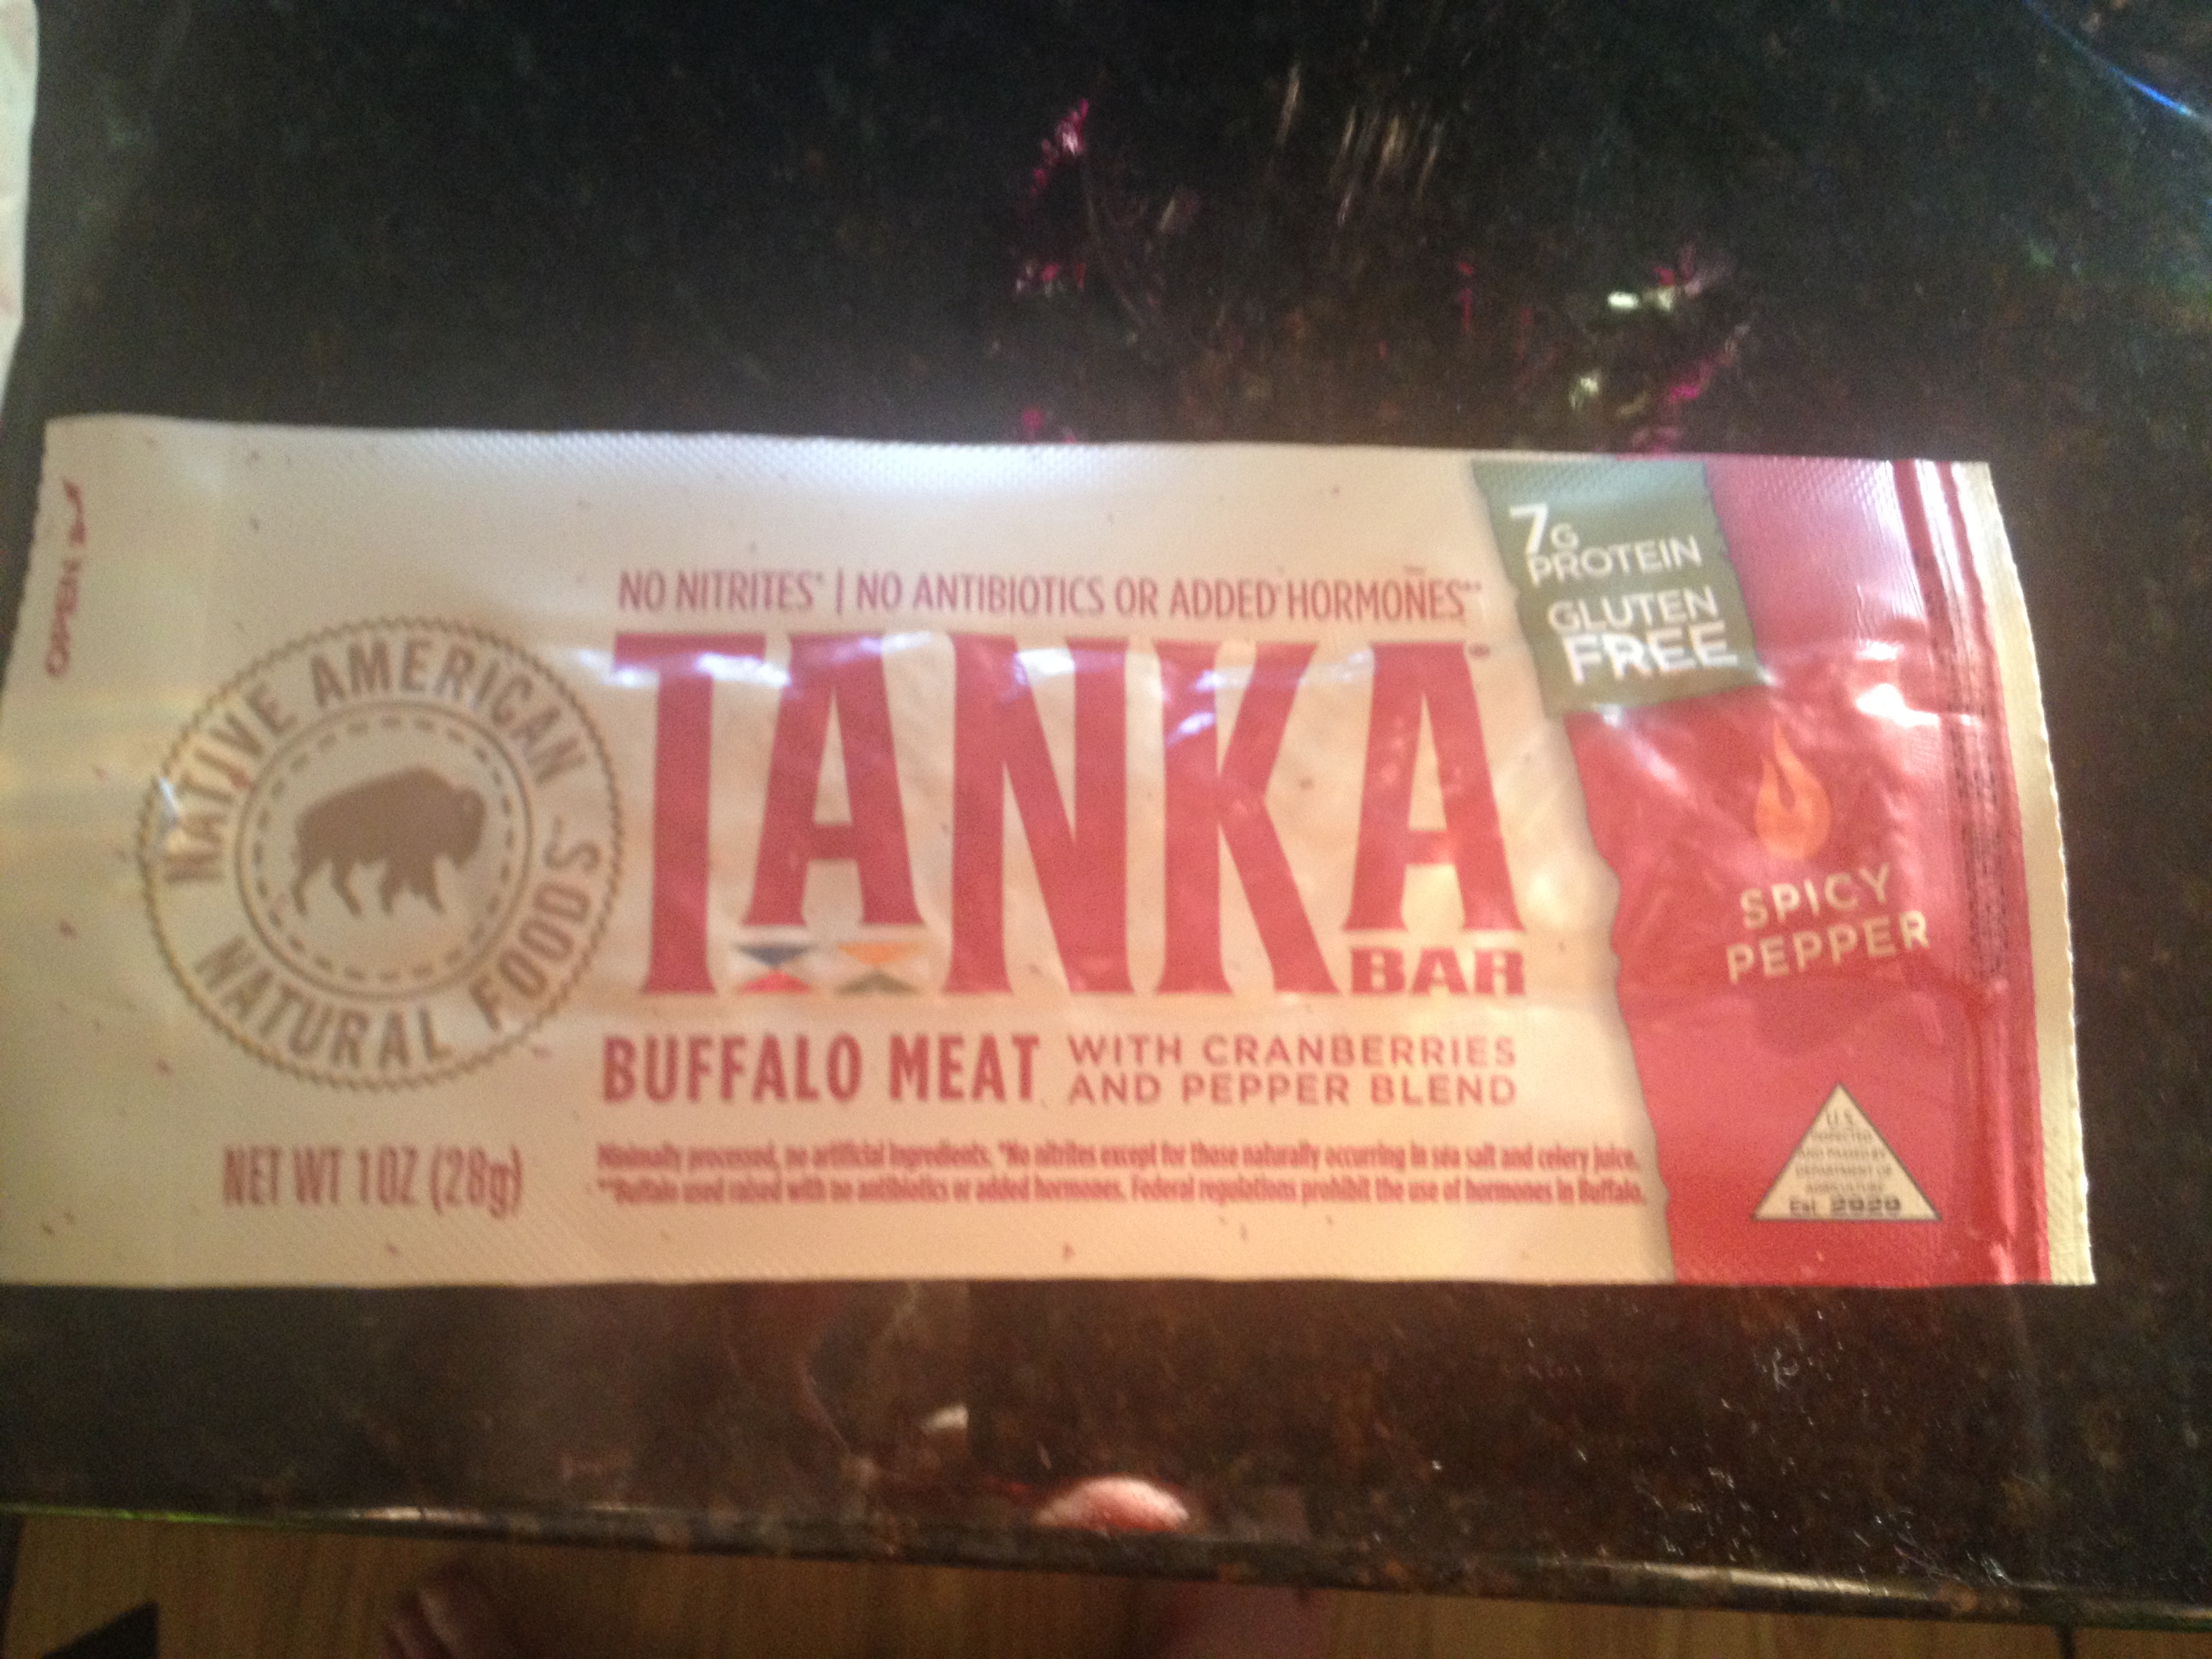 OPEN
NO NITRITES* | NO ANTIBIOTICS OR ADDED HORMONES**
NATIVE AMERICAN NATURAL FOODS™
TANKA
BAR
BUFFALO MEAT WITH CRANBERRIES
AND PEPPER BLEND
NET WT 1 OZ (28g)
Minimally processed, no artificial ingredients. *No nitrites except for those naturally occurring in sea salt and celery juice.
**Buffalo used raised with no antibiotics or added hormones. Federal regulations prohibit the use of hormones in Buffalo.
7G
PROTEIN
GLUTEN
FREE
SPICY
PEPPER
U.S.
INSPECTED
AND PASSED BY
DEPARTMENT OF
AGRICULTURE
Est. 2929